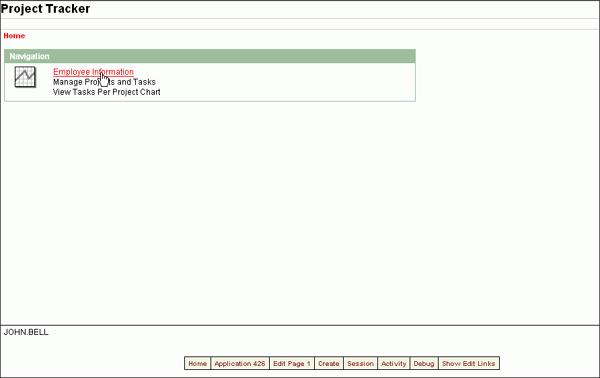 Project Tracker
Home
Navigation
Employee Information
Manage Projects and Tasks
View Tasks Per Project Chart
JOHN.BELL
Home Application 426 Edit Page 1 Create Session Activity Debug Show Edit Links